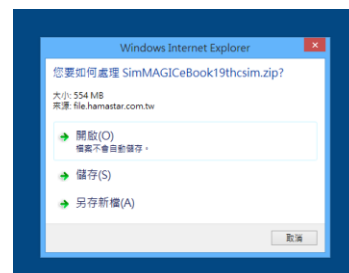 Windows Internet Explorer
您要如何處理 SimMAGICeBook19thcsim.zip?
大小: 554 MB
來源: file.hamastar.com.tw
開啟(O)
檔案不會自動儲存。
儲存(S)
另存新檔(A)
取消